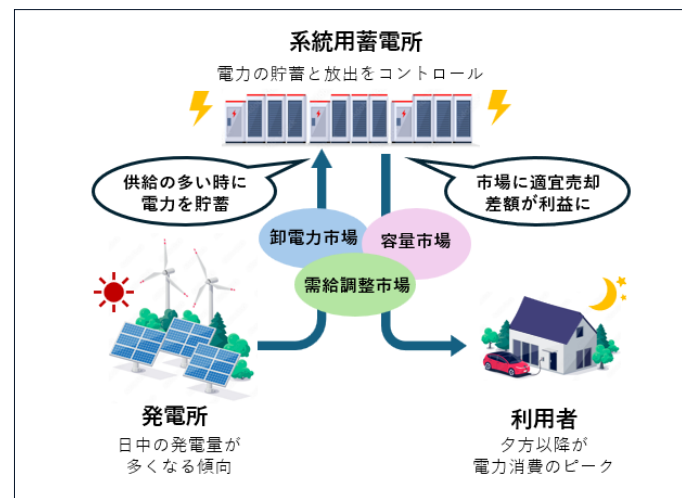 系統用蓄電所
電力の貯蓄と放出をコントロール
供給の多い時に
電力を貯蓄
市場に適宜売却
差額が利益に
卸電力市場
容量市場
需給調整市場
発電所
日中の発電量が
多くなる傾向
利用者
夕方以降が
電力消費のピーク